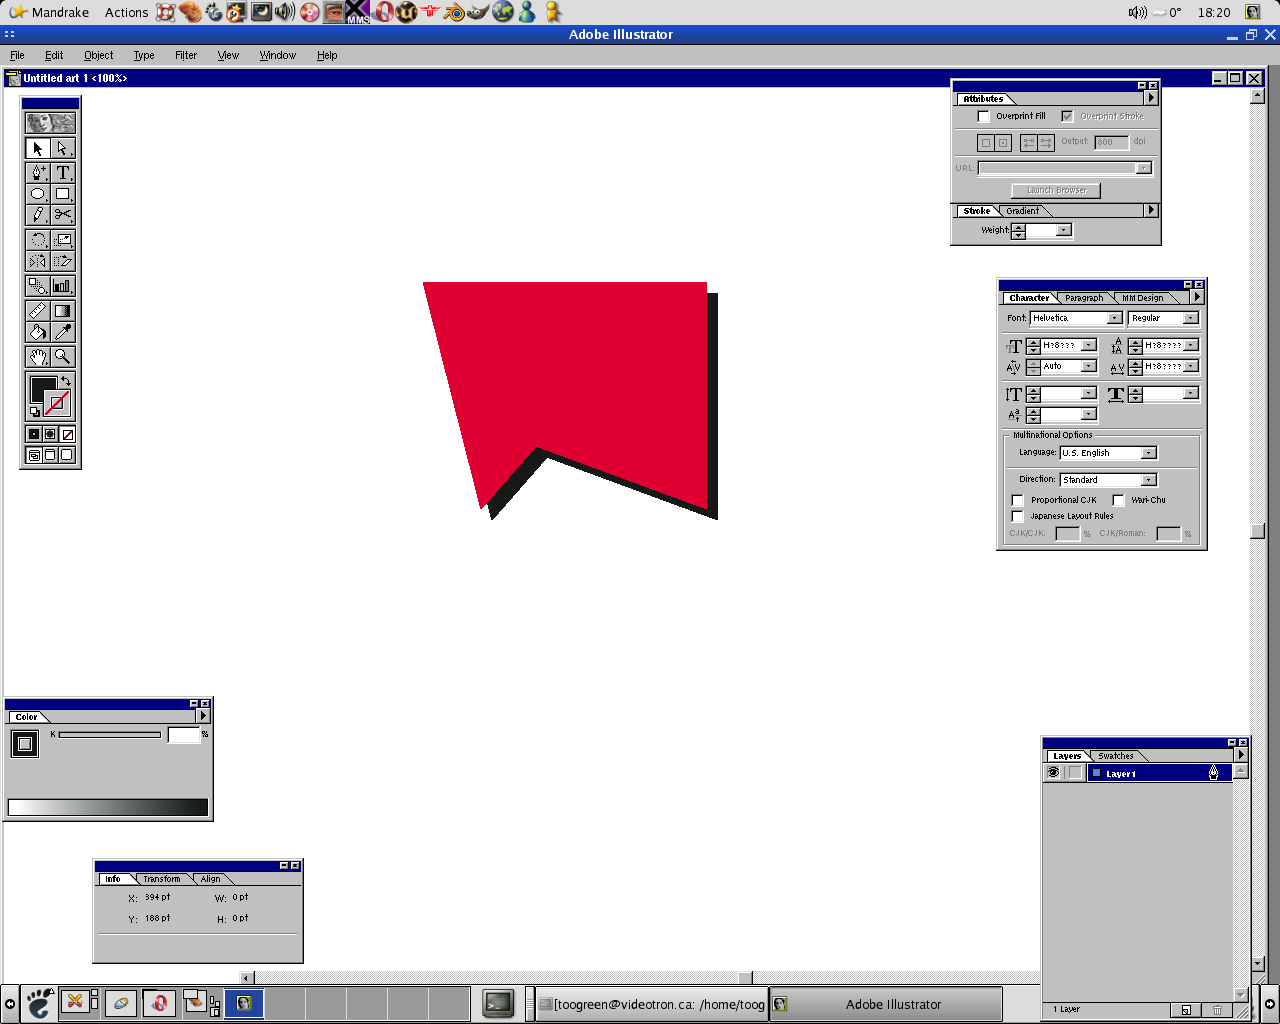 Mandrake Actions MMS 0° 18:20
Adobe Illustrator
File Edit Object Type Filter View Window Help
Untitled art 1 <100%>
Attributes
Overprint Fill Overprint Stroke
Output: 800 dpi
URL:
Launch Browser
Stroke Gradient
Weight:
Character Paragraph MM Design
Font: Helvetica Regular
H?8??? H?8????
Auto H?8????
Multinational Options
Language: U.S. English
Direction: Standard
Proportional CJK Wari-Chu
Japanese Layout Rules
CJK/CJK: % CJK/Roman: %
Color
K %
Layers Swatches
Layer 1
1 Layer
Info Transform Align
X: 394 pt W: 0 pt
Y: 188 pt H: 0 pt
[toogreen@videotron.ca: /home/toog
Adobe Illustrator